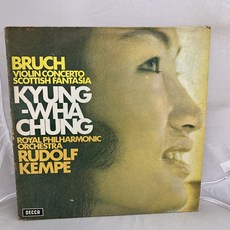 BRUCH
VIOLIN CONCERTO
SCOTTISH FANTASIA
KYUNG
-WHA
CHUNG
ROYAL PHILHARMONIC
ORCHESTRA
RUDOLF
KEMPE
DECCA